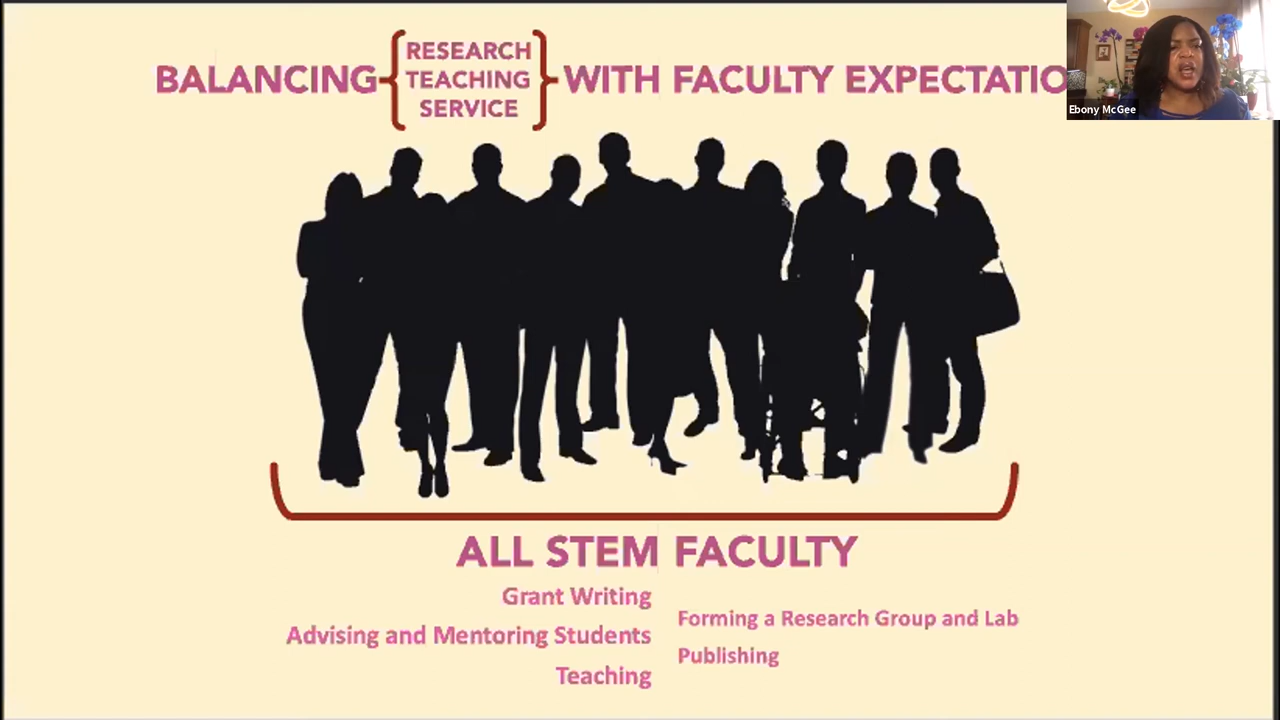 BALANCING RESEARCH TEACHING SERVICE WITH FACULTY EXPECTATIO
Ebony McGee
ALL STEM FACULTY
Grant Writing
Forming a Research Group and Lab
Advising and Mentoring Students
Publishing
Teaching